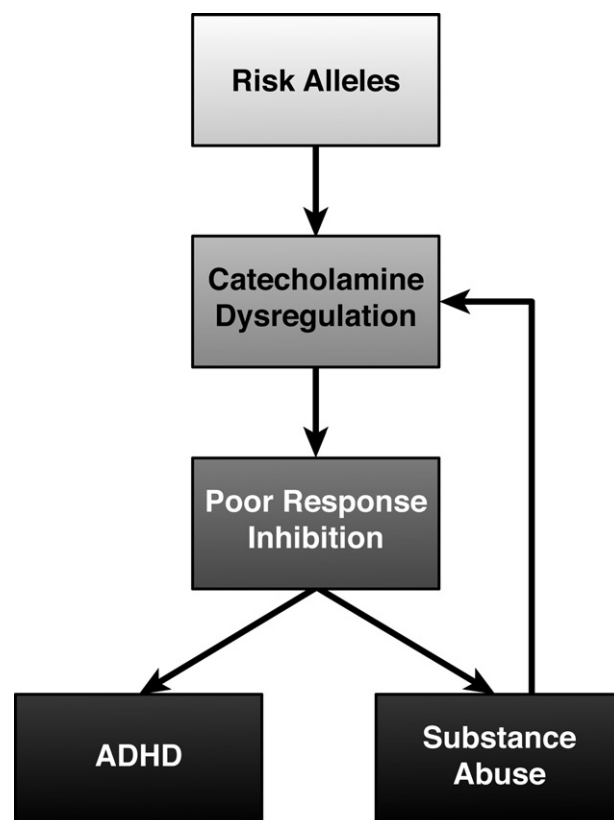 Risk Alleles
Catecholamine
Dysregulation
Poor Response
Inhibition
ADHD
Substance
Abuse